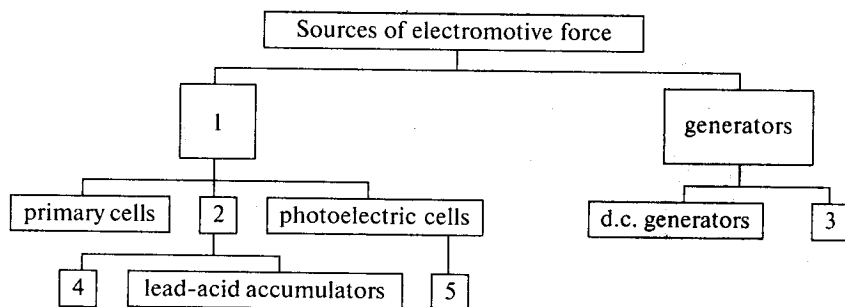 Sources of electromotive force
1
generators
primary cells
2
photoelectric cells
d.c. generators
3
4
lead-acid accumulators
5